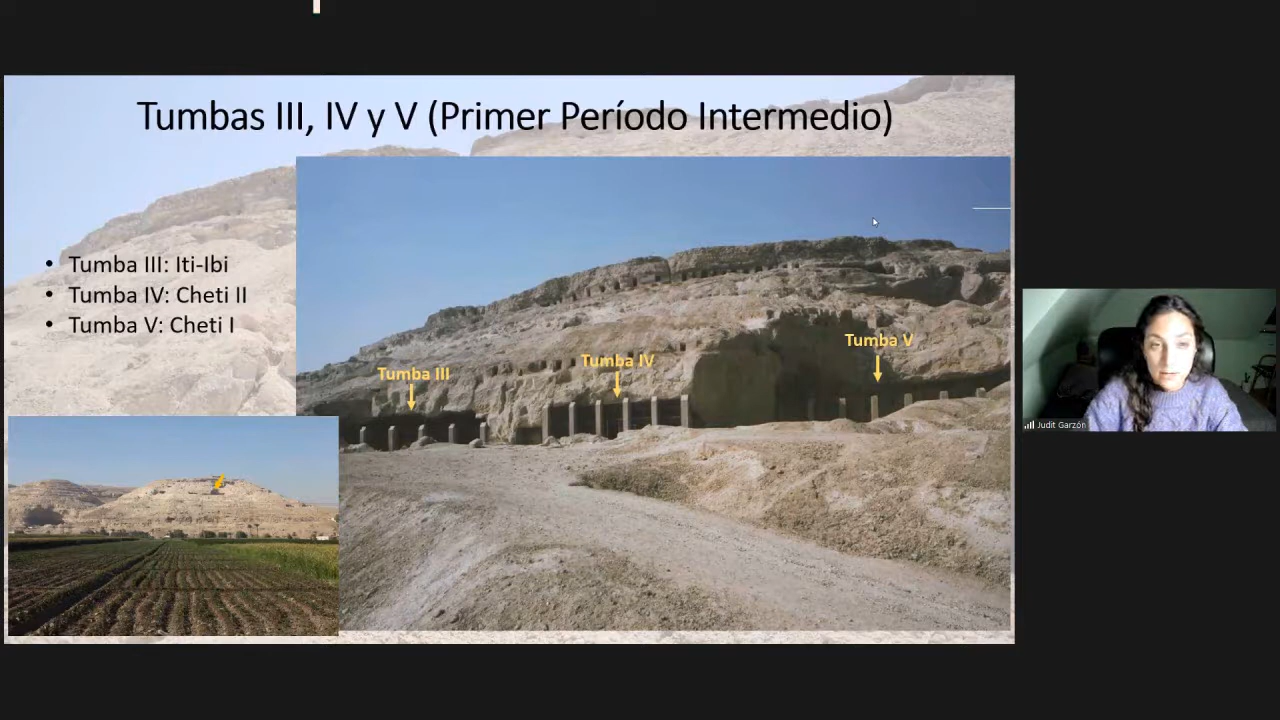 Tumbas III, IV y V (Primer Período Intermedio)
• Tumba III: Iti-Ibi
• Tumba IV: Cheti II
• Tumba V: Cheti I
Tumba III
Tumba IV
Tumba V
Judit Garzón